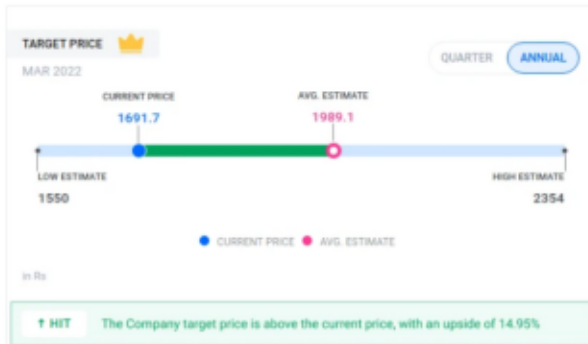 TARGET PRICE
MAR 2022
QUARTER ANNUAL
CURRENT PRICE AVG. ESTIMATE
1691.7 1989.1
LOW ESTIMATE HIGH ESTIMATE
1550 2354
CURRENT PRICE AVG. ESTIMATE
in Rs
↑ HIT The Company target price is above the current price, with an upside of 14.95%